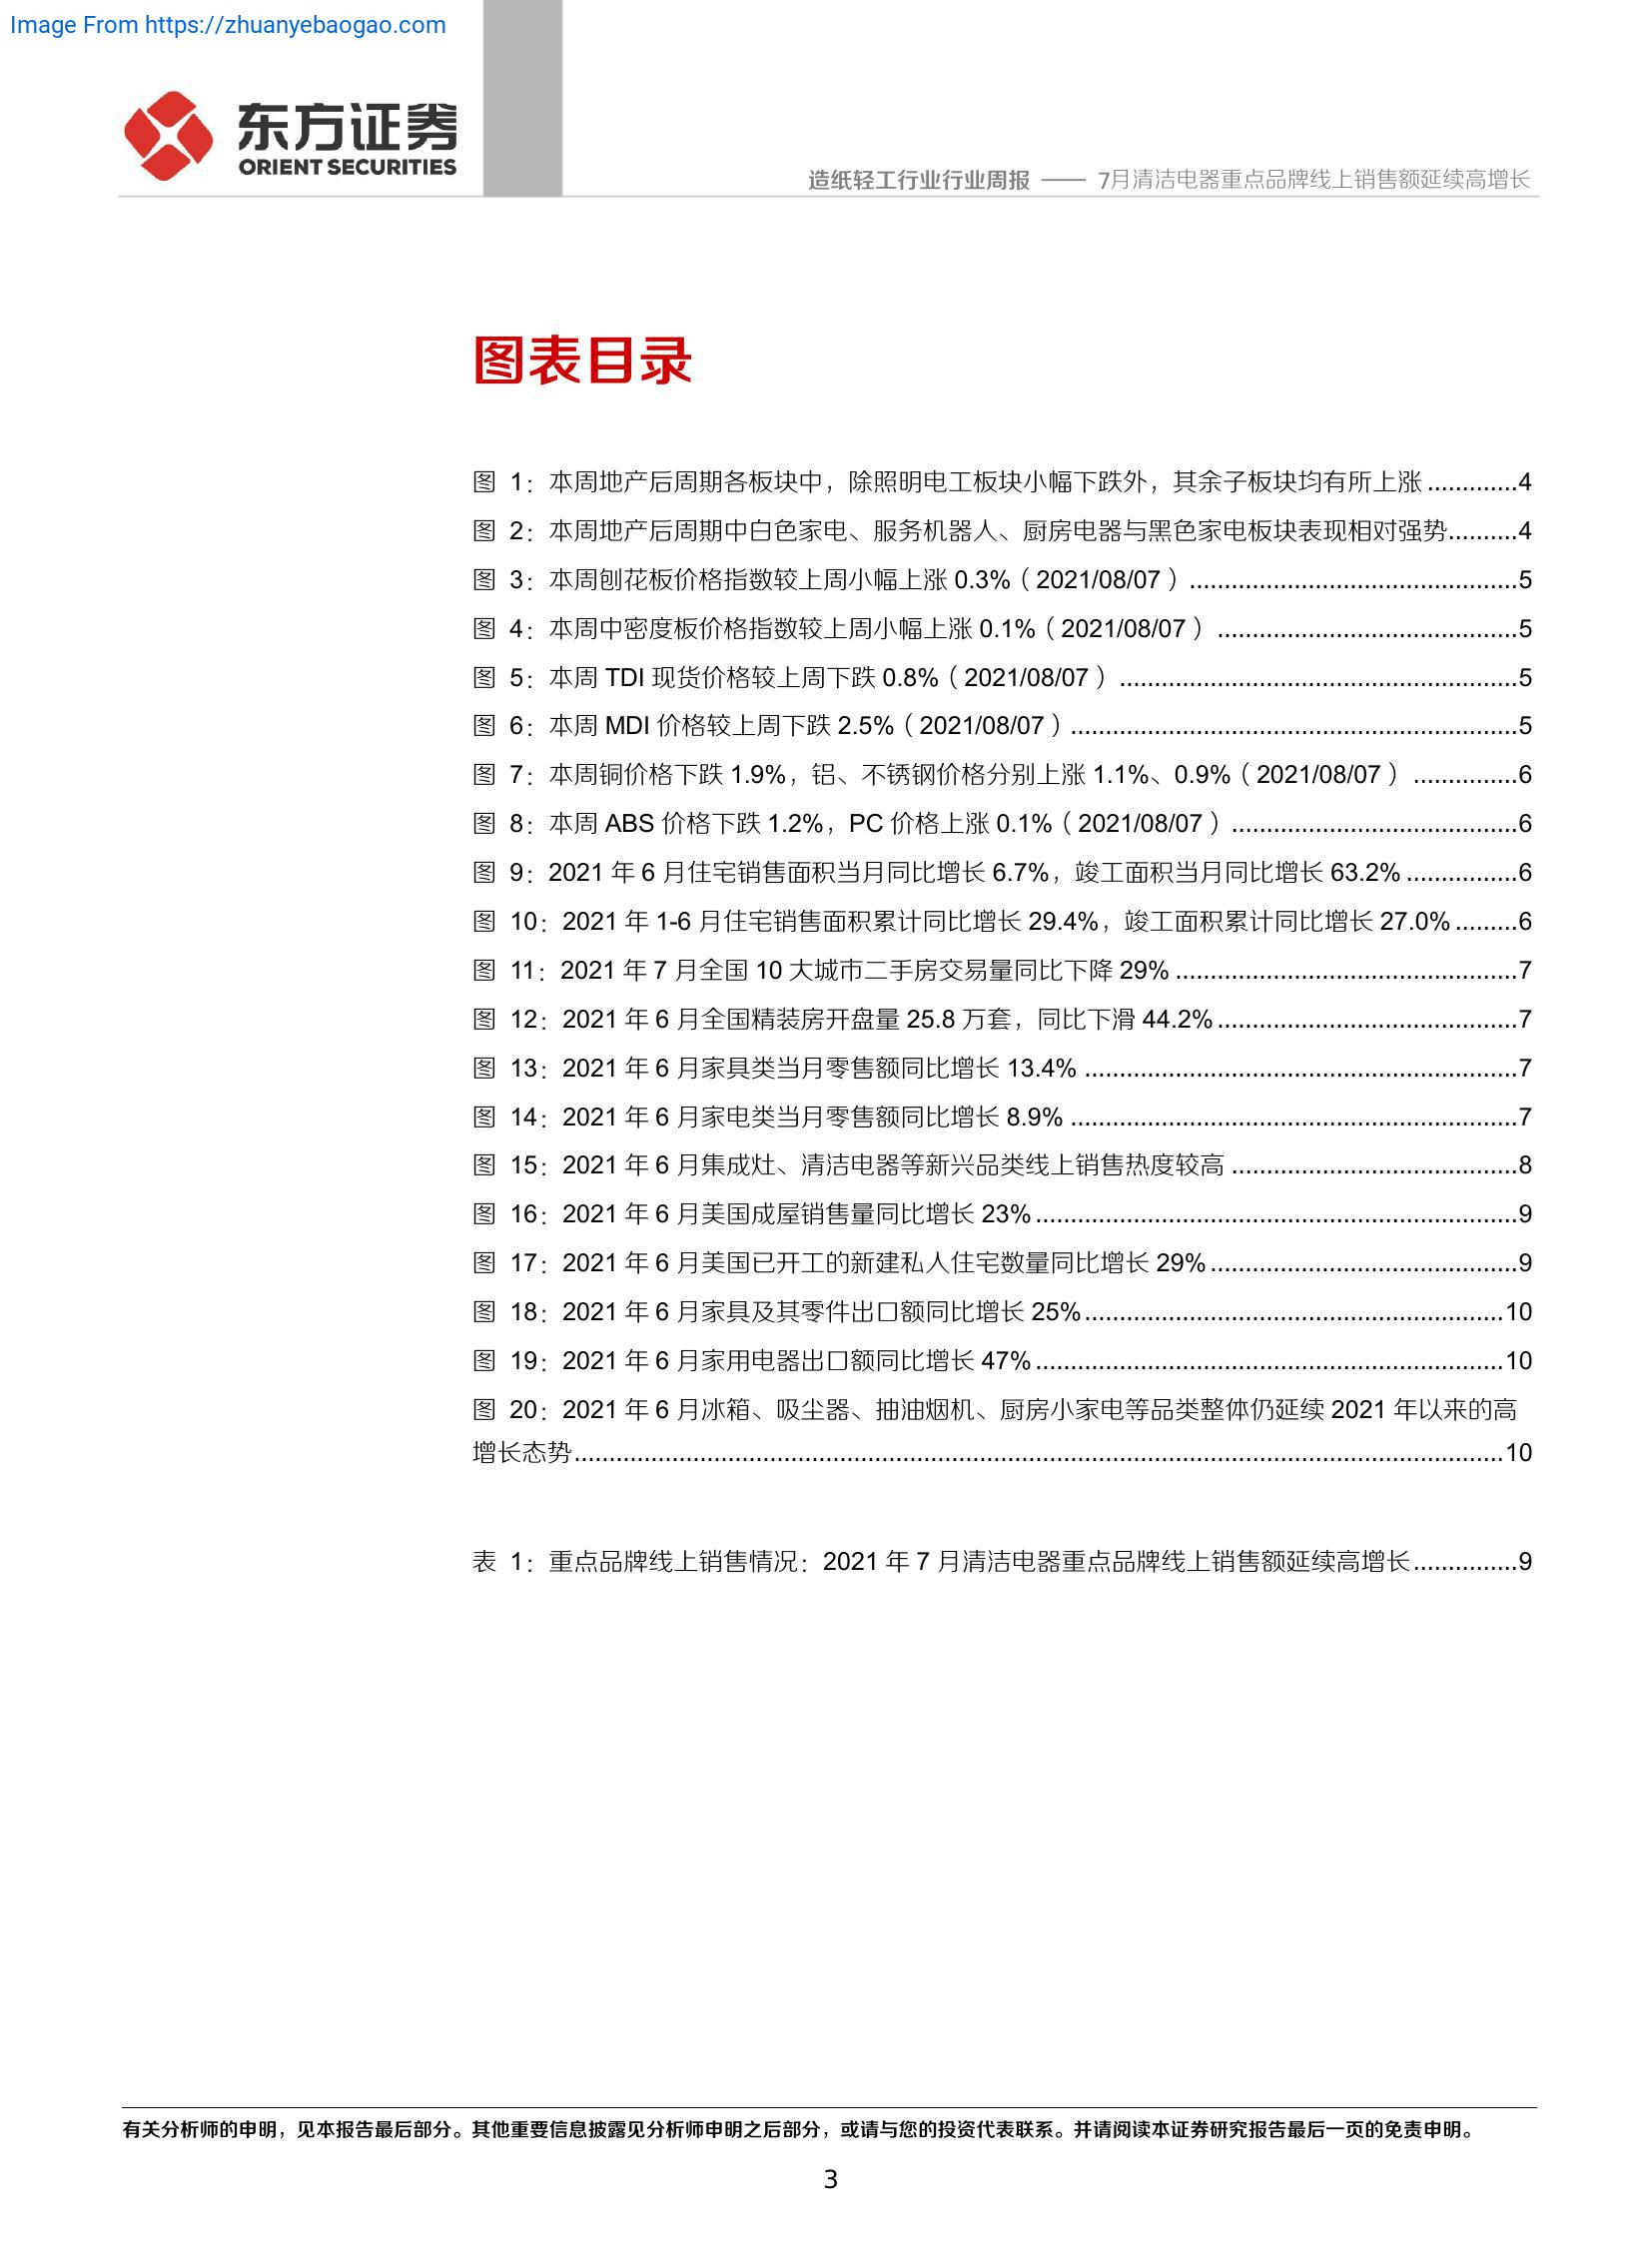 Image From https://zhuanyebaogao.com
东方证券
ORIENT SECURITIES
造纸轻工行业行业周报 —— 7月清洁电器重点品牌线上销售额延续高增长
图表目录
图 1：本周地产后周期各板块中，除照明电工板块小幅下跌外，其余子板块均有所上涨.............4
图 2：本周地产后周期中白色家电、服务机器人、厨房电器与黑色家电板块表现相对强势..........4
图 3：本周刨花板价格指数较上周小幅上涨 0.3%（2021/08/07）...............................................5
图 4：本周中密度板价格指数较上周小幅上涨 0.1%（2021/08/07）...........................................5
图 5：本周 TDI 现货价格较上周下跌 0.8%（2021/08/07）.........................................................5
图 6：本周 MDI 价格较上周下跌 2.5%（2021/08/07）................................................................5
图 7：本周铜价格下跌 1.9%，铝、不锈钢价格分别上涨 1.1%、0.9%（2021/08/07）...............6
图 8：本周 ABS 价格下跌 1.2%，PC 价格上涨 0.1%（2021/08/07）.........................................6
图 9：2021 年 6 月住宅销售面积当月同比增长 6.7%，竣工面积当月同比增长 63.2%................6
图 10：2021 年 1-6 月住宅销售面积累计同比增长 29.4%，竣工面积累计同比增长 27.0%.........6
图 11：2021 年 7 月全国 10 大城市二手房交易量同比下降 29%.................................................7
图 12：2021 年 6 月全国精装房开盘量 25.8 万套，同比下滑 44.2%...........................................7
图 13：2021 年 6 月家具类当月零售额同比增长 13.4%..............................................................7
图 14：2021 年 6 月家电类当月零售额同比增长 8.9%................................................................7
图 15：2021 年 6 月集成灶、清洁电器等新兴品类线上销售热度较高.........................................8
图 16：2021 年 6 月美国成屋销售量同比增长 23%.....................................................................9
图 17：2021 年 6 月美国已开工的新建私人住宅数量同比增长 29%............................................9
图 18：2021 年 6 月家具及其零件出口额同比增长 25%............................................................10
图 19：2021 年 6 月家用电器出口额同比增长 47%...................................................................10
图 20：2021 年 6 月冰箱、吸尘器、抽油烟机、厨房小家电等品类整体仍延续 2021 年以来的高
增长态势.....................................................................................................................................10
表 1：重点品牌线上销售情况：2021 年 7 月清洁电器重点品牌线上销售额延续高增长...............9
有关分析师的申明，见本报告最后部分。其他重要信息披露见分析师申明之后部分，或请与您的投资代表联系。并请阅读本证券研究报告最后一页的免责申明。
3